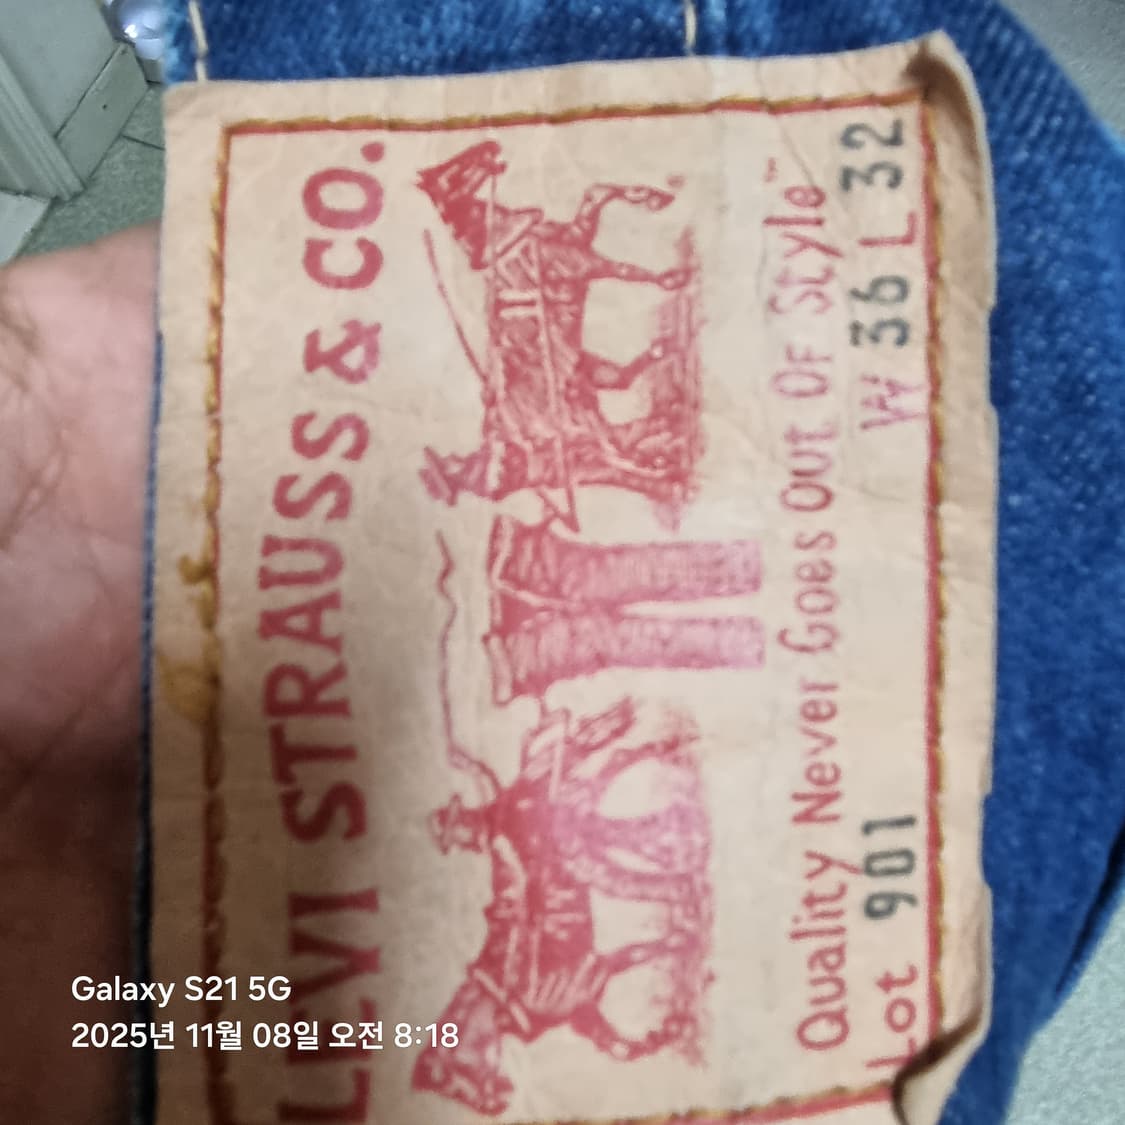 LEVI STRAUSS & CO.
Quality Never Goes Out Of Style™
Lot 901 W 36 L 32
Galaxy S21 5G
2025년 11월 08일 오전 8:18